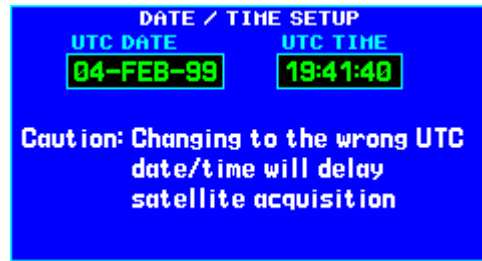 DATE / TIME SETUP
UTC DATE UTC TIME
04-FEB-99 19:41:40
Caution: Changing to the wrong UTC
date/time will delay
satellite acquisition